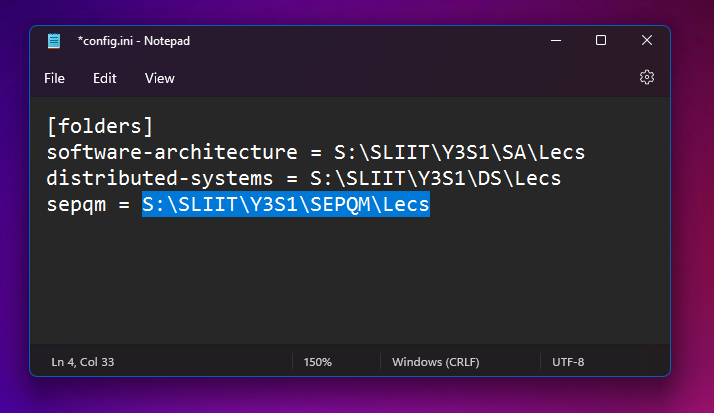 *config.ini - Notepad
File Edit View
[folders]
software-architecture = S:\SLIIT\Y3S1\SA\Lecs
distributed-systems = S:\SLIIT\Y3S1\DS\Lecs
sepqm = S:\SLIIT\Y3S1\SEPQM\Lecs
Ln 4, Col 33 150% Windows (CRLF) UTF-8